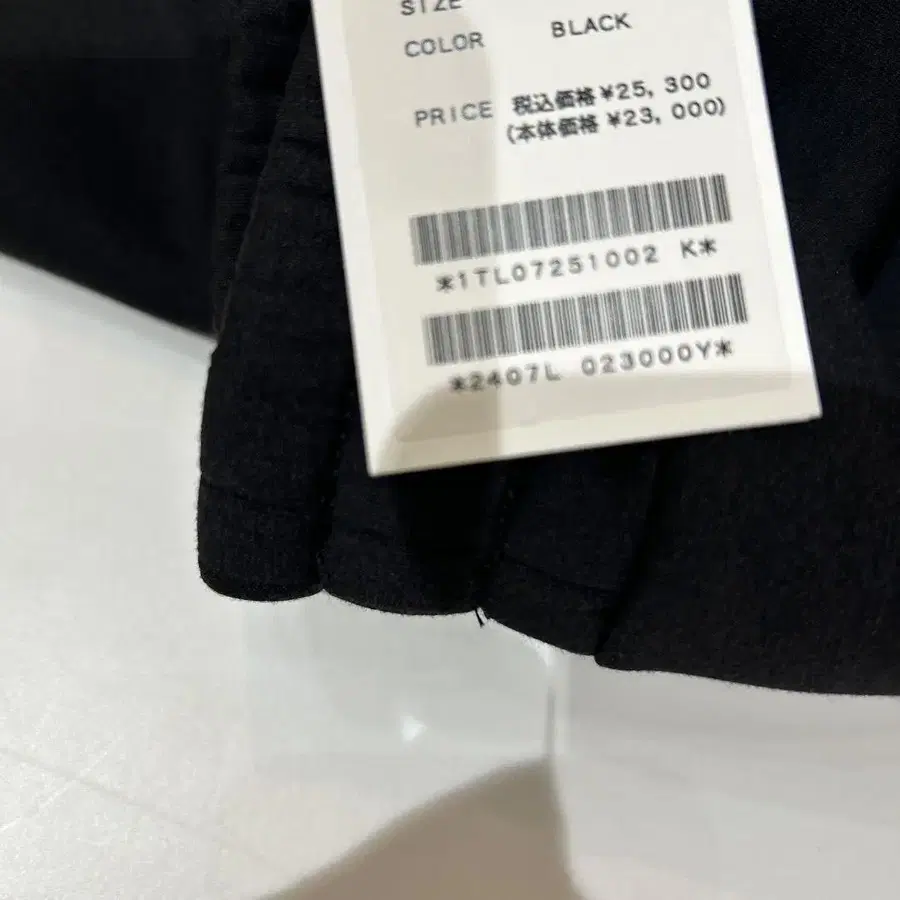 SIZE
COLOR BLACK
PRICE 税込価格 ¥25,300
(本体価格 ¥23,000)
*1TL07251002 K*
*2407L 023000Y*